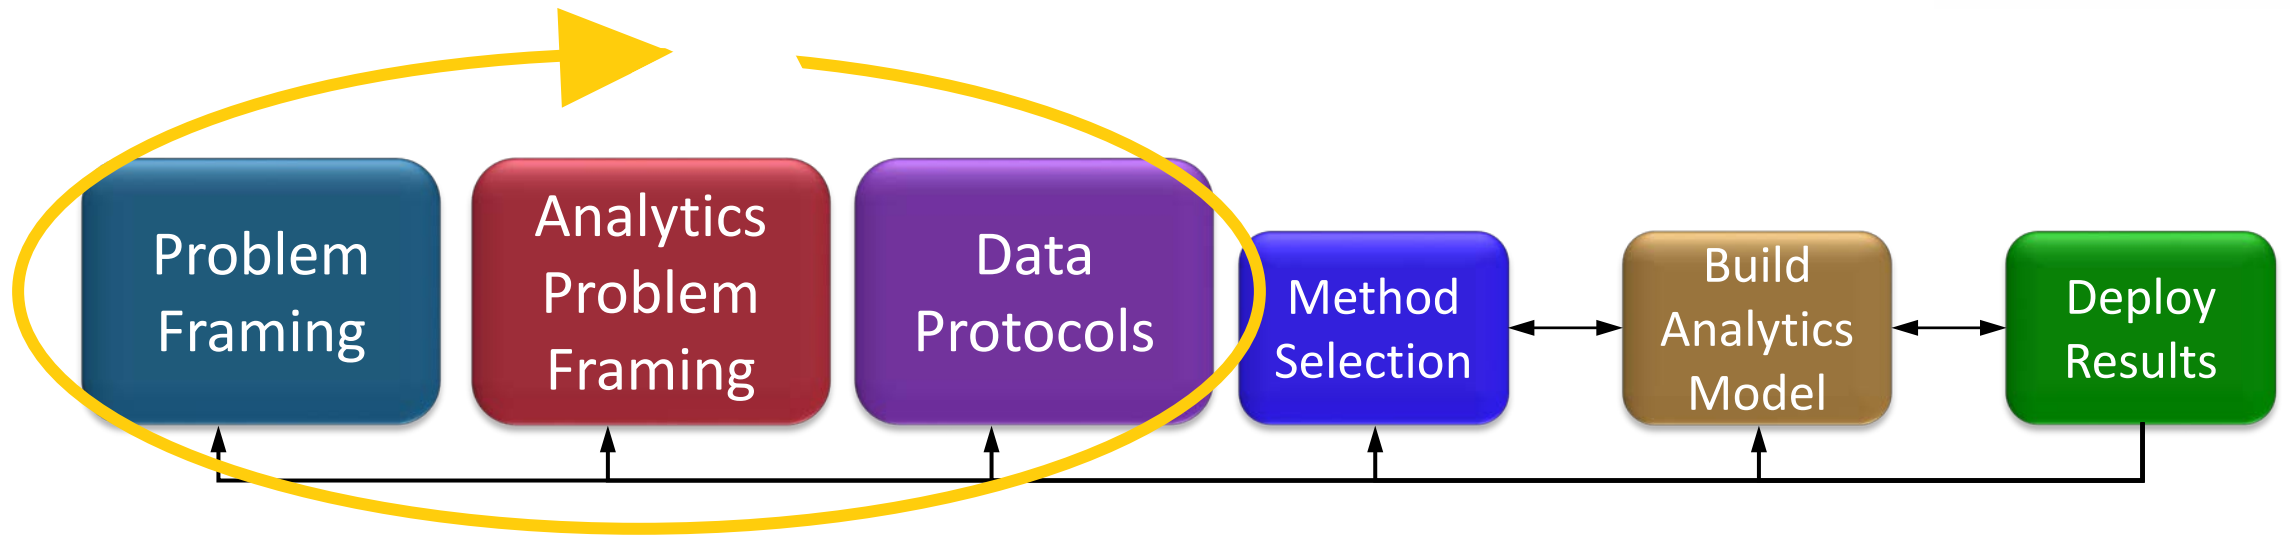 Problem
Framing
Analytics
Problem
Framing
Data
Protocols
Method
Selection
Build
Analytics
Model
Deploy
Results